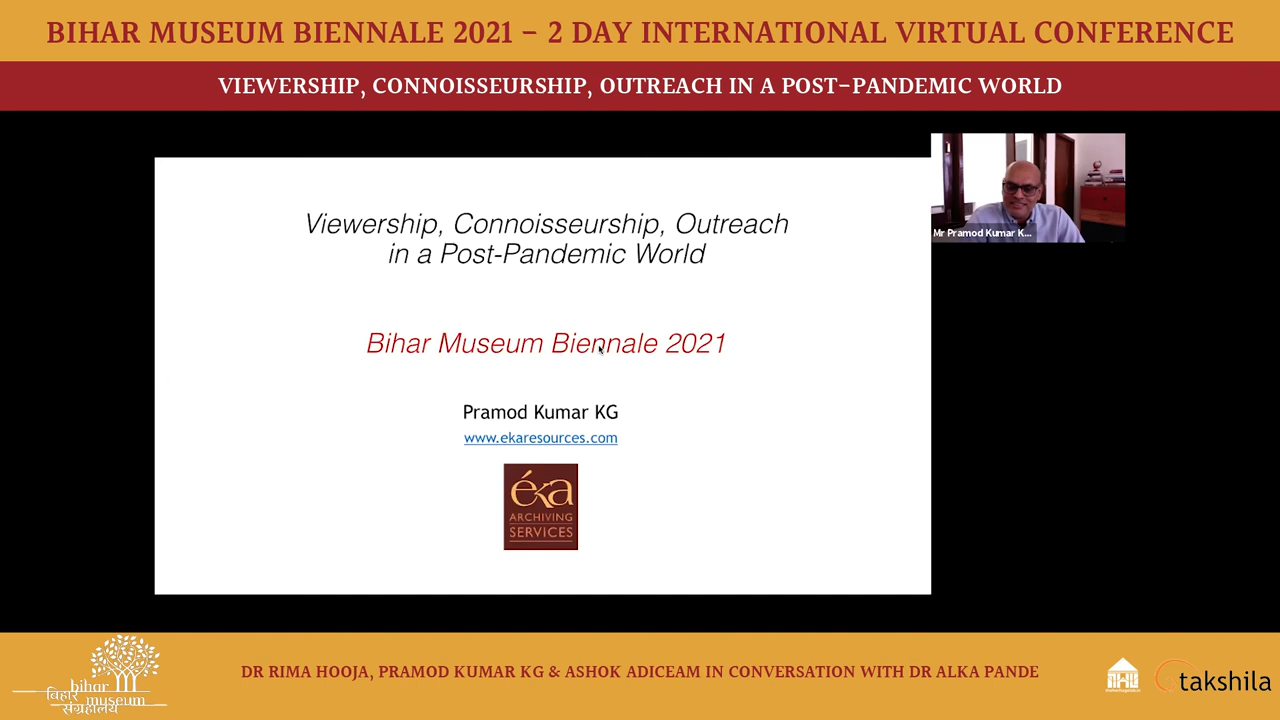 BIHAR MUSEUM BIENNALE 2021 – 2 DAY INTERNATIONAL VIRTUAL CONFERENCE
VIEWERSHIP, CONNOISSEURSHIP, OUTREACH IN A POST–PANDEMIC WORLD
Viewership, Connoisseurship, Outreach
in a Post-Pandemic World
Mr Pramod Kumar K...
Bihar Museum Biennale 2021
Pramod Kumar KG
www.ekaresources.com
éka
ARCHIVING
SERVICES
bihar
बिहार museum
संग्रहालय
DR RIMA HOOJA, PRAMOD KUMAR KG & ASHOK ADICEAM IN CONVERSATION WITH DR ALKA PANDE
takshila